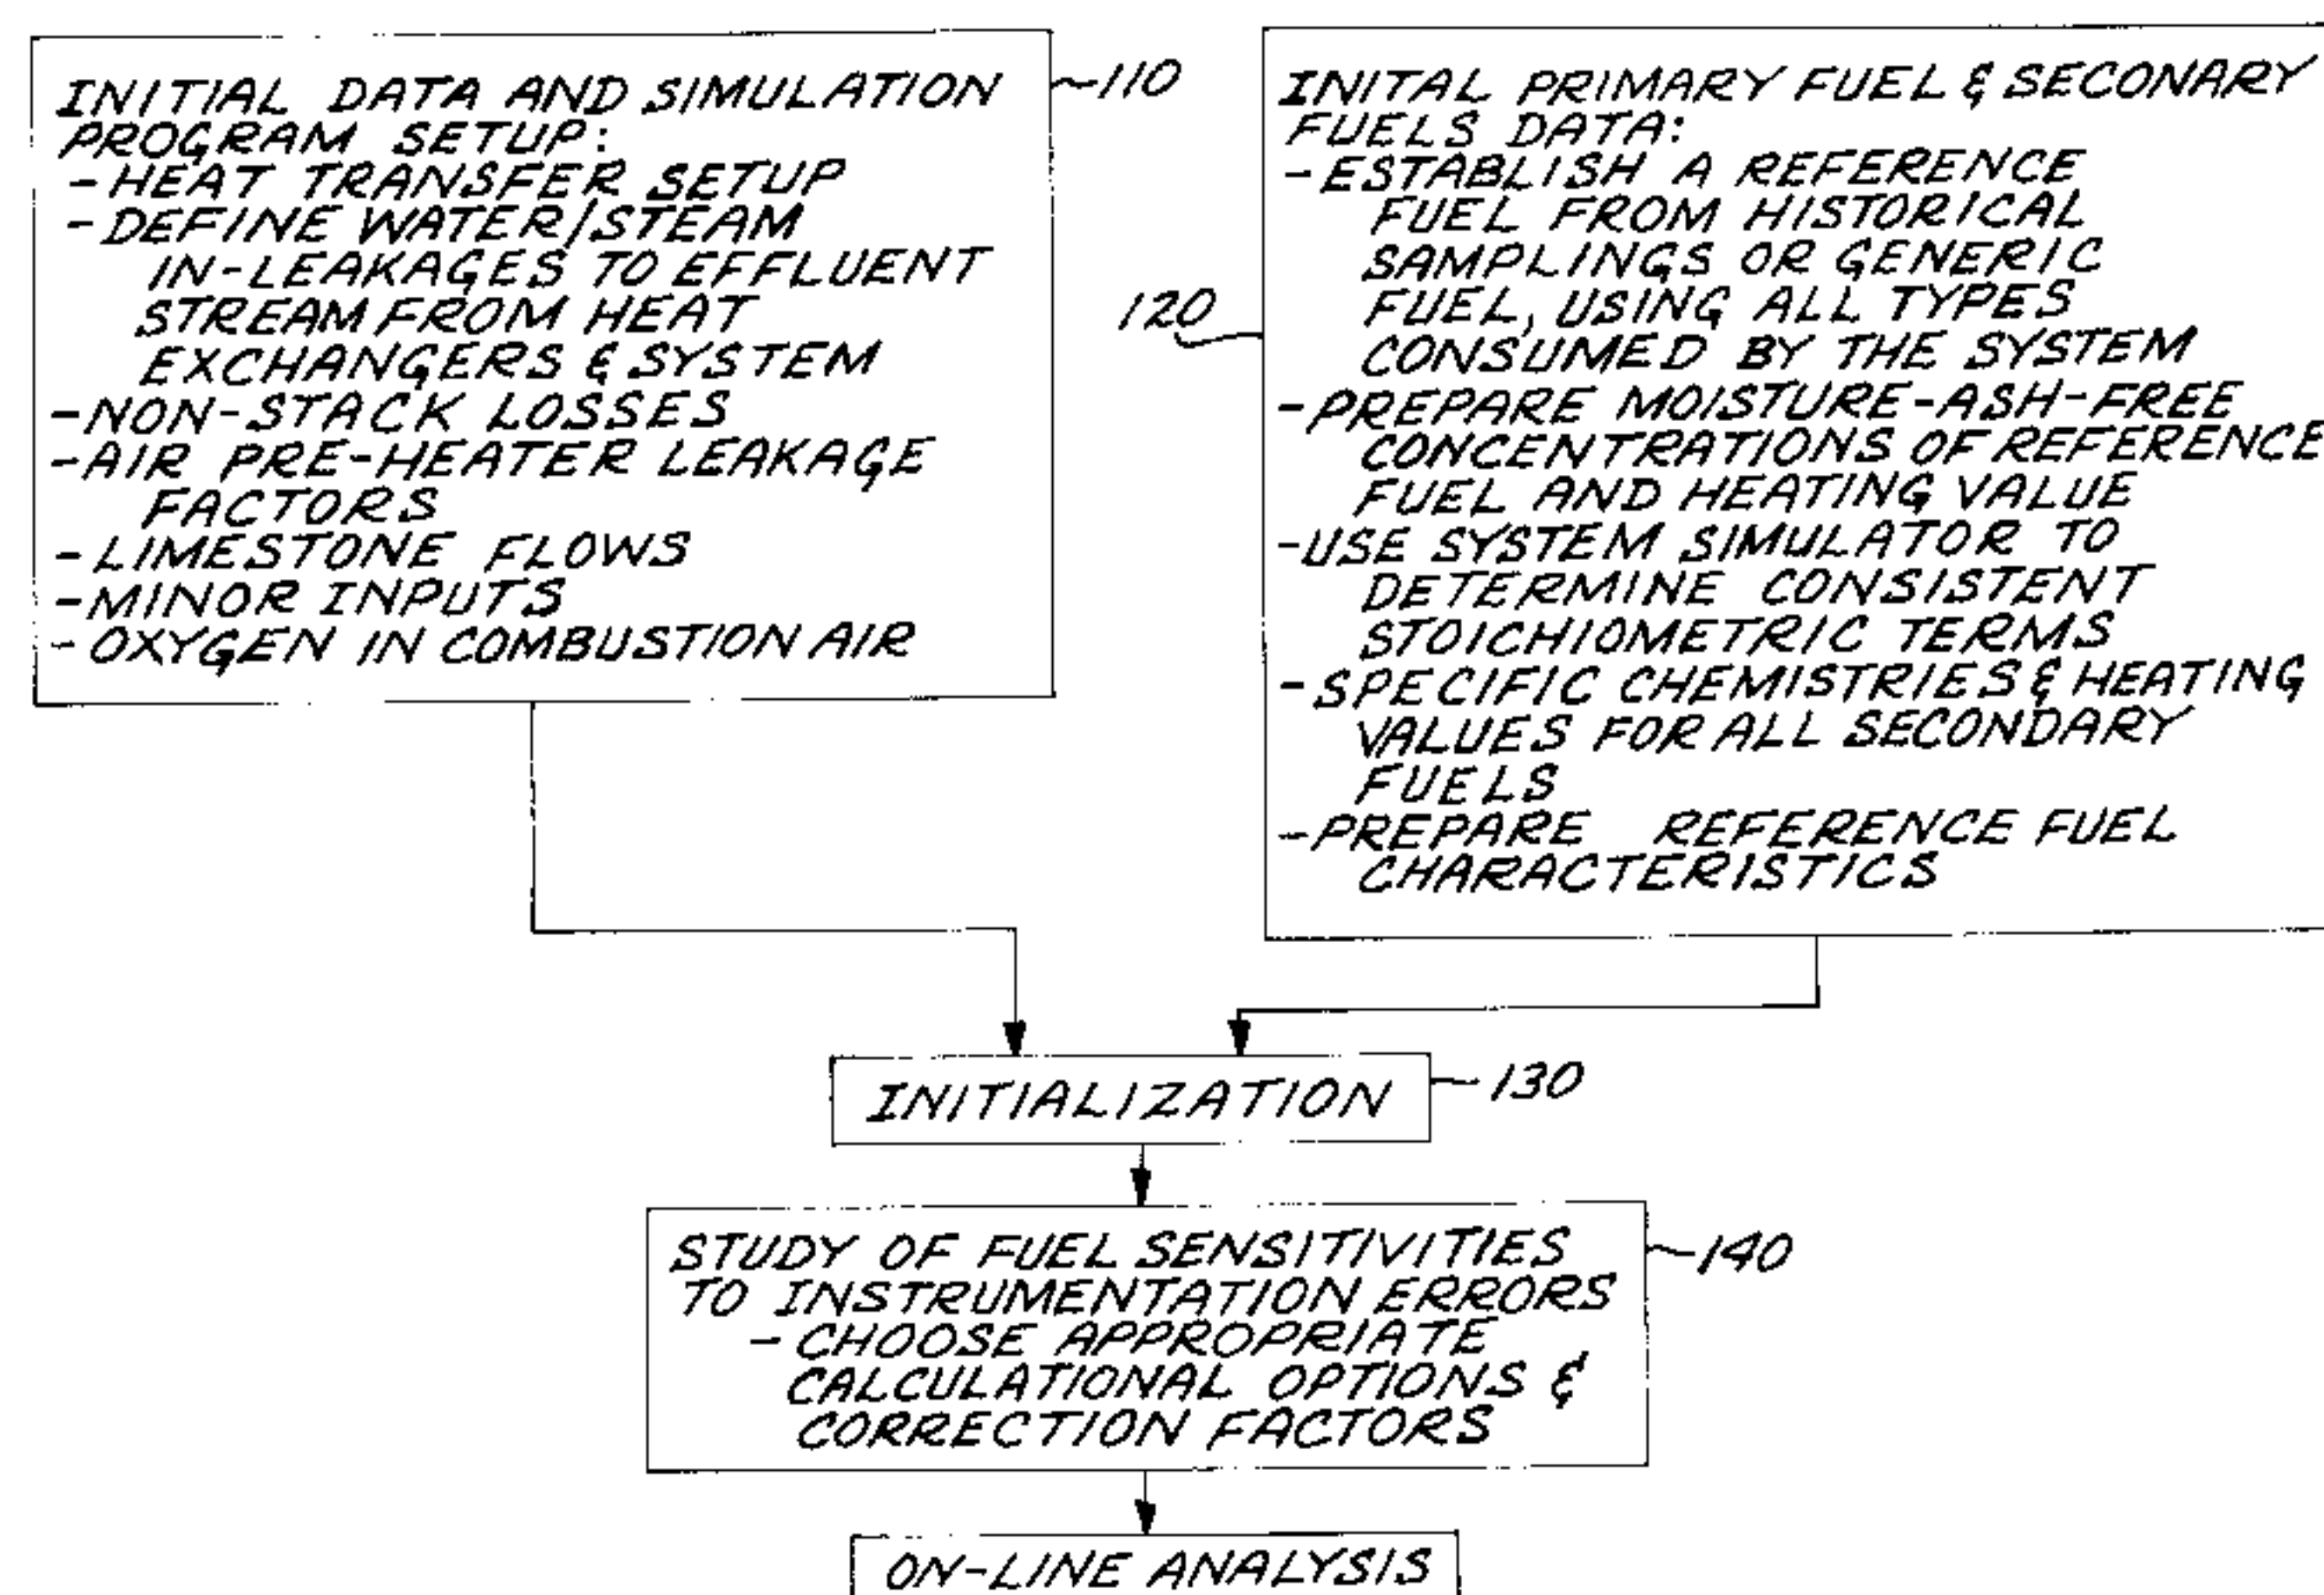 INITIAL DATA AND SIMULATION
PROGRAM SETUP:
-HEAT TRANSFER SETUP
-DEFINE WATER/STEAM
IN-LEAKAGES TO EFFLUENT
STREAM FROM HEAT
EXCHANGERS & SYSTEM
-NON-STACK LOSSES
-AIR PRE-HEATER LEAKAGE
FACTORS
-LIMESTONE FLOWS
-MINOR INPUTS
-OXYGEN IN COMBUSTION AIR
110
INITAL PRIMARY FUEL & SECONARY
FUELS DATA:
-ESTABLISH A REFERENCE
FUEL FROM HISTORICAL
SAMPLINGS OR GENERIC
FUEL, USING ALL TYPES
CONSUMED BY THE SYSTEM
-PREPARE MOISTURE-ASH-FREE
CONCENTRATIONS OF REFERENCE
FUEL AND HEATING VALUE
-USE SYSTEM SIMULATOR TO
DETERMINE CONSISTENT
STOICHIOMETRIC TERMS
-SPECIFIC CHEMISTRIES & HEATING
VALUES FOR ALL SECONDARY
FUELS
-PREPARE REFERENCE FUEL
CHARACTERISTICS
120
INITIALIZATION
130
STUDY OF FUEL SENSITIVITIES
TO INSTRUMENTATION ERRORS
-CHOOSE APPROPRIATE
CALCULATIONAL OPTIONS &
CORRECTION FACTORS
140
ON-LINE ANALYSIS